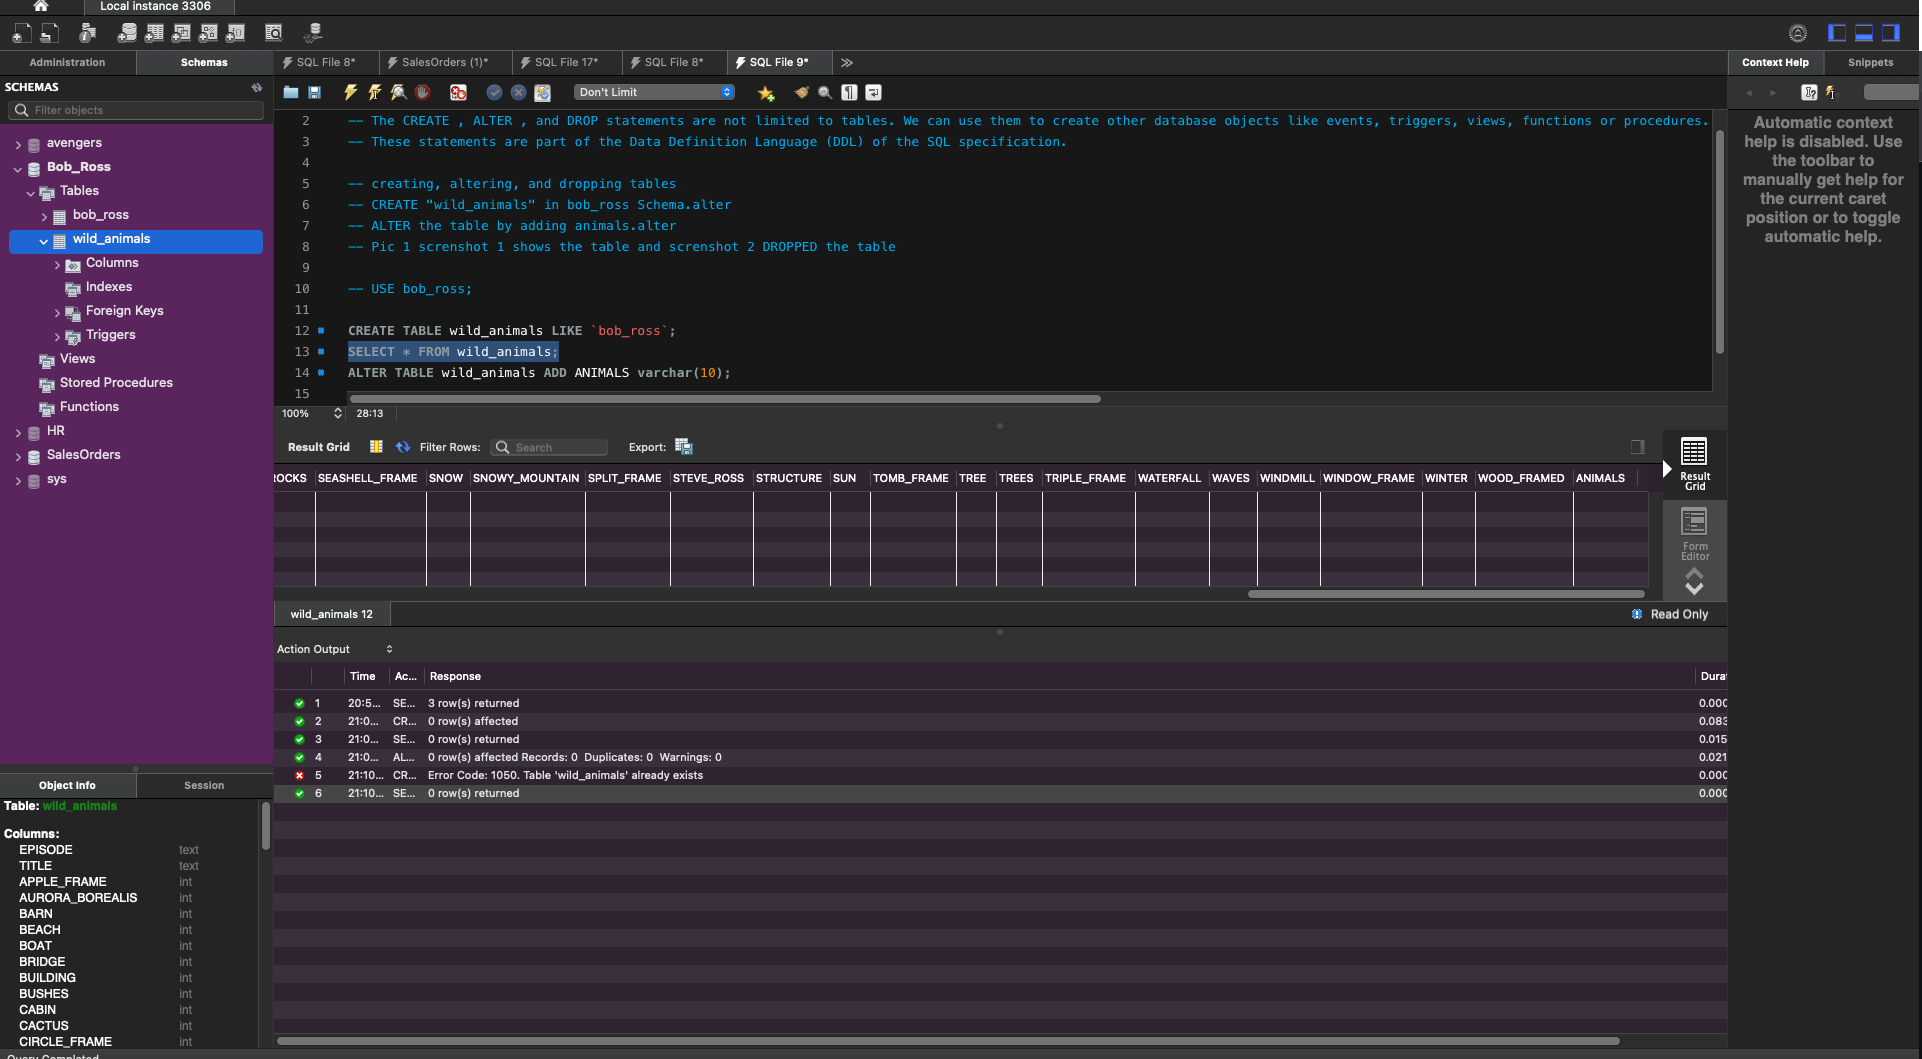 Local instance 3306
Administration
Schemas
SCHEMAS
Filter objects
avengers
Bob_Ross
Tables
bob_ross
wild_animals
Columns
Indexes
Foreign Keys
Triggers
Views
Stored Procedures
Functions
HR
SalesOrders
sys
Object Info
Session
Table: wild_animals
Columns:
EPISODE text
TITLE text
APPLE_FRAME int
AURORA_BOREALIS int
BARN int
BEACH int
BOAT int
BRIDGE int
BUILDING int
BUSHES int
CABIN int
CACTUS int
CIRCLE_FRAME int
Query Completed
SQL File 8*
SalesOrders (1)*
SQL File 17*
SQL File 8*
SQL File 9*
Don't Limit
2 -- The CREATE , ALTER , and DROP statements are not limited to tables. We can use them to create other database objects like events, triggers, views, functions or procedures.
3 -- These statements are part of the Data Definition Language (DDL) of the SQL specification.
4
5 -- creating, altering, and dropping tables
6 -- CREATE "wild_animals" in bob_ross Schema.alter
7 -- ALTER the table by adding animals.alter
8 -- Pic 1 screnshot 1 shows the table and screnshot 2 DROPPED the table
9
10 -- USE bob_ross;
11
12 CREATE TABLE wild_animals LIKE `bob_ross`;
13 SELECT * FROM wild_animals;
14 ALTER TABLE wild_animals ADD ANIMALS varchar(10);
15
100% 28:13
Result Grid Filter Rows: Search Export:
ROCKS SEASHELL_FRAME SNOW SNOWY_MOUNTAIN SPLIT_FRAME STEVE_ROSS STRUCTURE SUN TOMB_FRAME TREE TREES TRIPLE_FRAME WATERFALL WAVES WINDMILL WINDOW_FRAME WINTER WOOD_FRAMED ANIMALS
Result
Grid
Form
Editor
wild_animals 12
Read Only
Action Output
Time Ac... Response Dura
1 20:5... SE... 3 row(s) returned 0.000
2 21:0... CR... 0 row(s) affected 0.083
3 21:0... SE... 0 row(s) returned 0.015
4 21:0... AL... 0 row(s) affected Records: 0 Duplicates: 0 Warnings: 0 0.021
5 21:10... CR... Error Code: 1050. Table 'wild_animals' already exists 0.000
6 21:10... SE... 0 row(s) returned 0.000
Context Help
Snippets
Automatic context
help is disabled. Use
the toolbar to
manually get help for
the current caret
position or to toggle
automatic help.